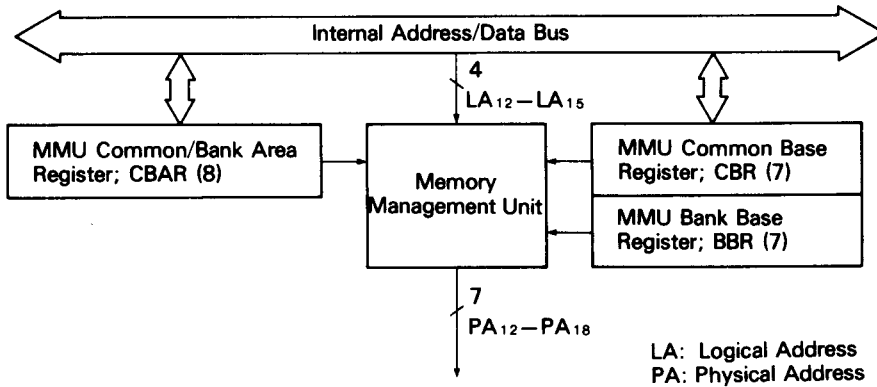 Internal Address/Data Bus
4
LA12—LA15
MMU Common/Bank Area
Register; CBAR (8)
Memory
Management Unit
MMU Common Base
Register; CBR (7)
MMU Bank Base
Register; BBR (7)
7
PA12—PA18
LA: Logical Address
PA: Physical Address